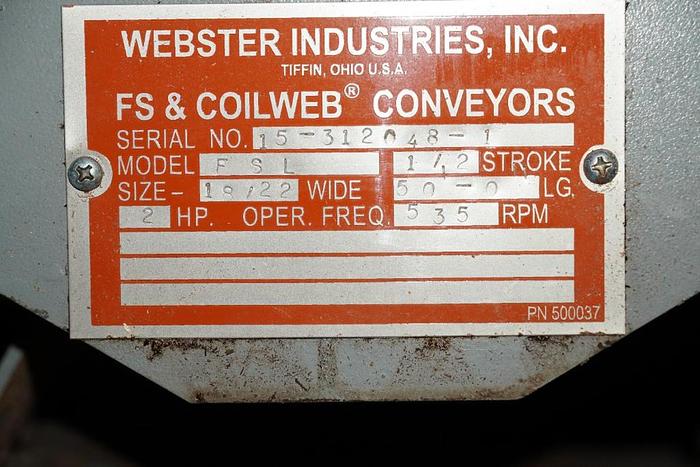 WEBSTER INDUSTRIES, INC.
TIFFIN, OHIO U.S.A.
FS & COILWEB® CONVEYORS
SERIAL NO. 15-312048-1
MODEL FSL 1 1/2 STROKE
SIZE- 18/22 WIDE 50-0 LG.
2 HP. OPER. FREQ. 535 RPM
PN 500037